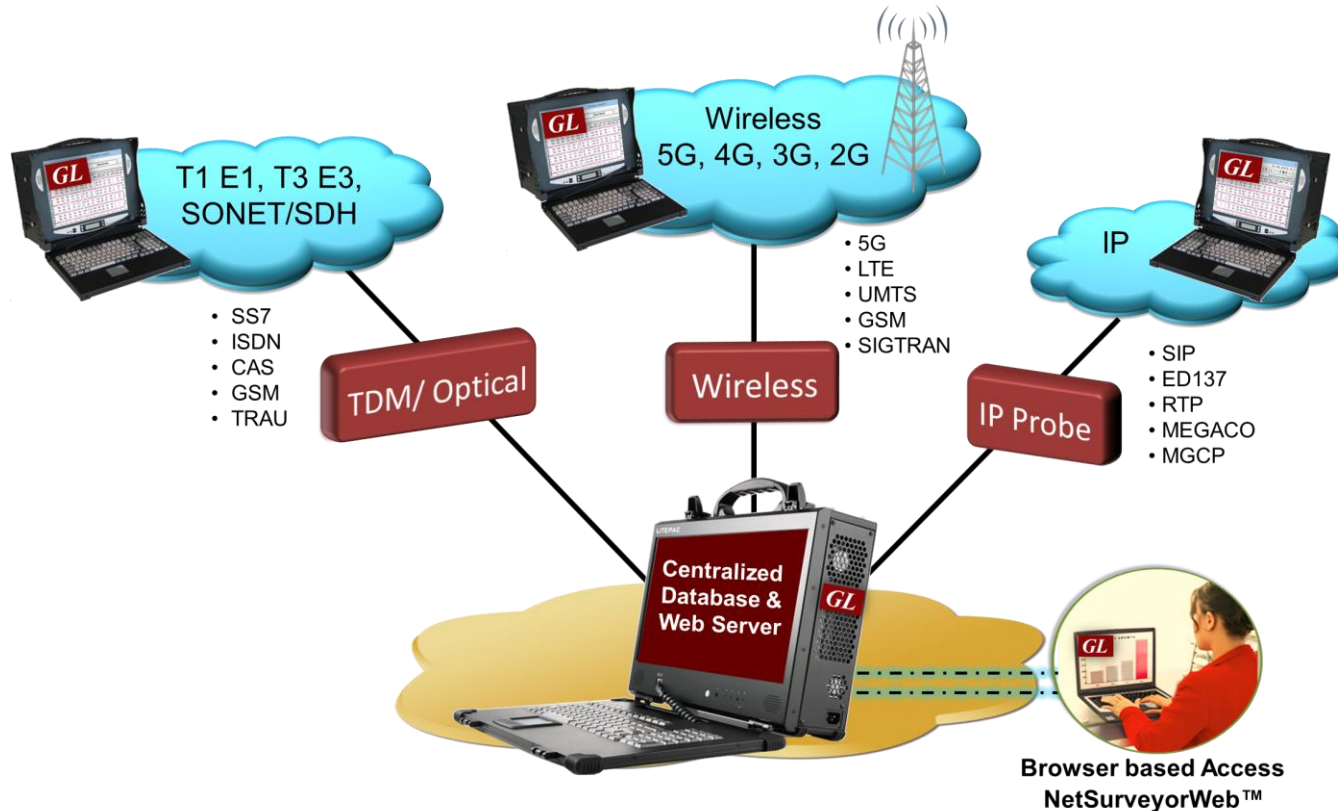 GL
T1 E1, T3 E3,
SONET/SDH
• SS7
• ISDN
• CAS
• GSM
• TRAU
TDM/ Optical
GL
Wireless
5G, 4G, 3G, 2G
• 5G
• LTE
• UMTS
• GSM
• SIGTRAN
Wireless
GL
IP
• SIP
• ED137
• RTP
• MEGACO
• MGCP
IP Probe
LITEPAC
Centralized
Database &
Web Server
GL
GL
Browser based Access
NetSurveyorWeb™